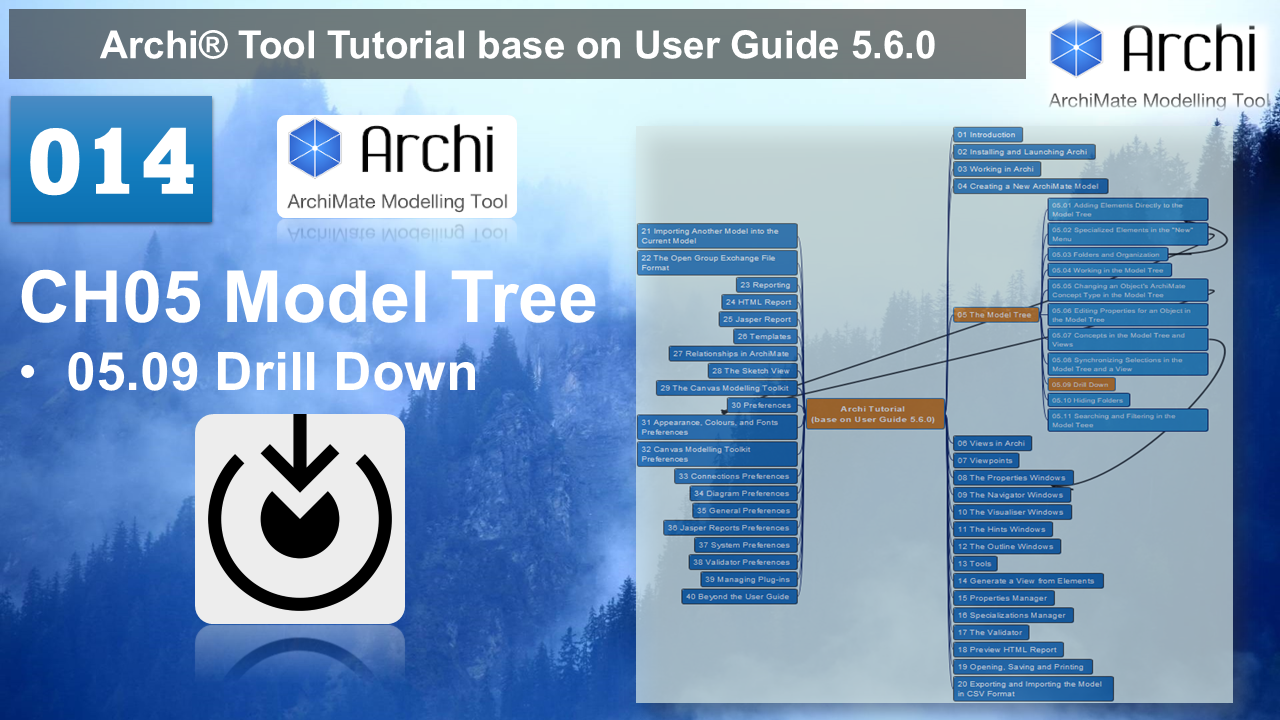 Archi® Tool Tutorial base on User Guide 5.6.0
Archi
ArchiMate Modelling Tool
014
Archi
ArchiMate Modelling Tool
CH05 Model Tree
• 05.09 Drill Down
21 Importing Another Model into the
Current Model
22 The Open Group Exchange File
Format
23 Reporting
24 HTML Report
25 Jasper Report
26 Templates
27 Relationships in ArchiMate
28 The Sketch View
29 The Canvas Modelling Toolkit
30 Preferences
31 Appearance, Colours, and Fonts
Preferences
32 Canvas Modelling Toolkit
Preferences
33 Connections Preferences
34 Diagram Preferences
35 General Preferences
36 Jasper Reports Preferences
37 System Preferences
38 Validator Preferences
39 Managing Plug-ins
40 Beyond the User Guide
Archi Tutorial
(base on User Guide 5.6.0)
01 Introduction
02 Installing and Launching Archi
03 Working in Archi
04 Creating a New ArchiMate Model
05 The Model Tree
05.01 Adding Elements Directly to the
Model Tree
05.02 Specialized Elements in the "New"
Menu
05.03 Folders and Organization
05.04 Working in the Model Tree
05.05 Changing an Object's ArchiMate
Concept Type in the Model Tree
05.06 Editing Properties for an Object in
the Model Tree
05.07 Concepts in the Model Tree and
Views
05.08 Synchronizing Selections in the
Model Tree and a View
05.09 Drill Down
05.10 Hiding Folders
05.11 Searching and Filtering in the
Model Teee
06 Views in Archi
07 Viewpoints
08 The Properties Windows
09 The Navigator Windows
10 The Visualiser Windows
11 The Hints Windows
12 The Outline Windows
13 Tools
14 Generate a View from Elements
15 Properties Manager
16 Specializations Manager
17 The Validator
18 Preview HTML Report
19 Opening, Saving and Printing
20 Exporting and Importing the Model
in CSV Format